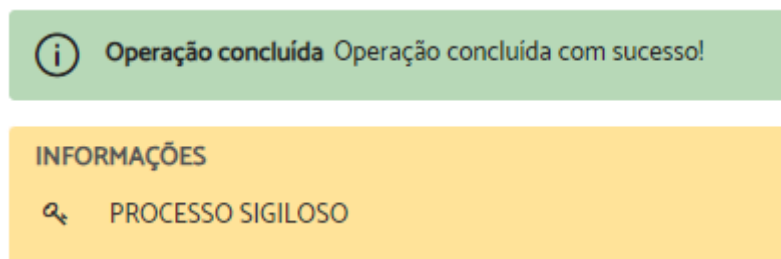 Operação concluída Operação concluída com sucesso!
INFORMAÇÕES
PROCESSO SIGILOSO